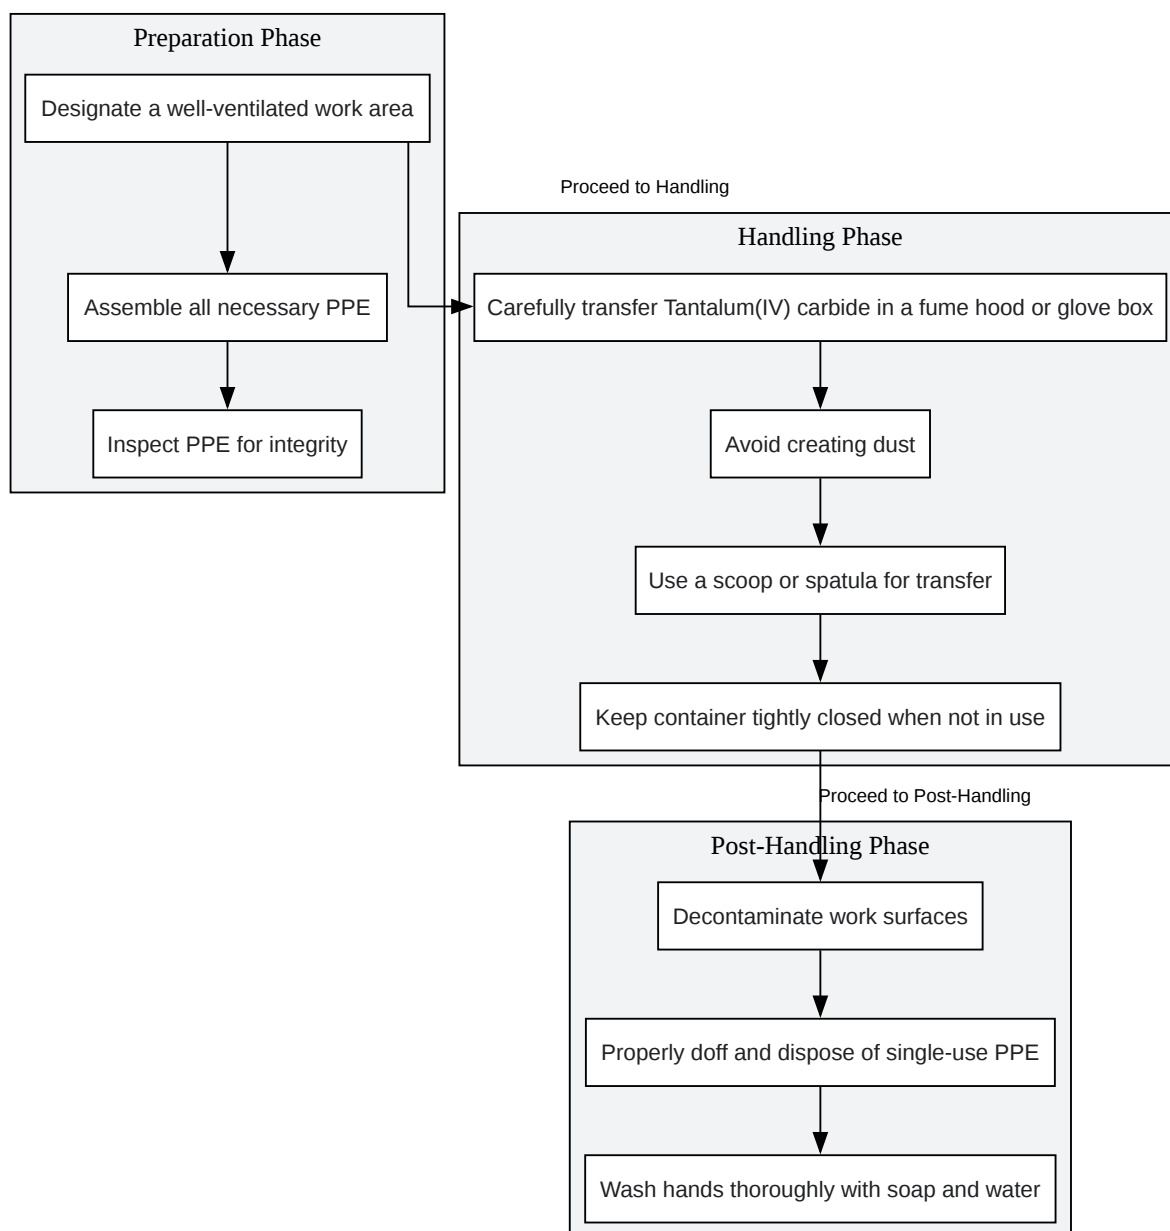 Preparation Phase
Designate a well-ventilated work area
Assemble all necessary PPE
Inspect PPE for integrity
Proceed to Handling
Handling Phase
Carefully transfer Tantalum(IV) carbide in a fume hood or glove box
Avoid creating dust
Use a scoop or spatula for transfer
Keep container tightly closed when not in use
Proceed to Post-Handling
Post-Handling Phase
Decontaminate work surfaces
Properly doff and dispose of single-use PPE
Wash hands thoroughly with soap and water